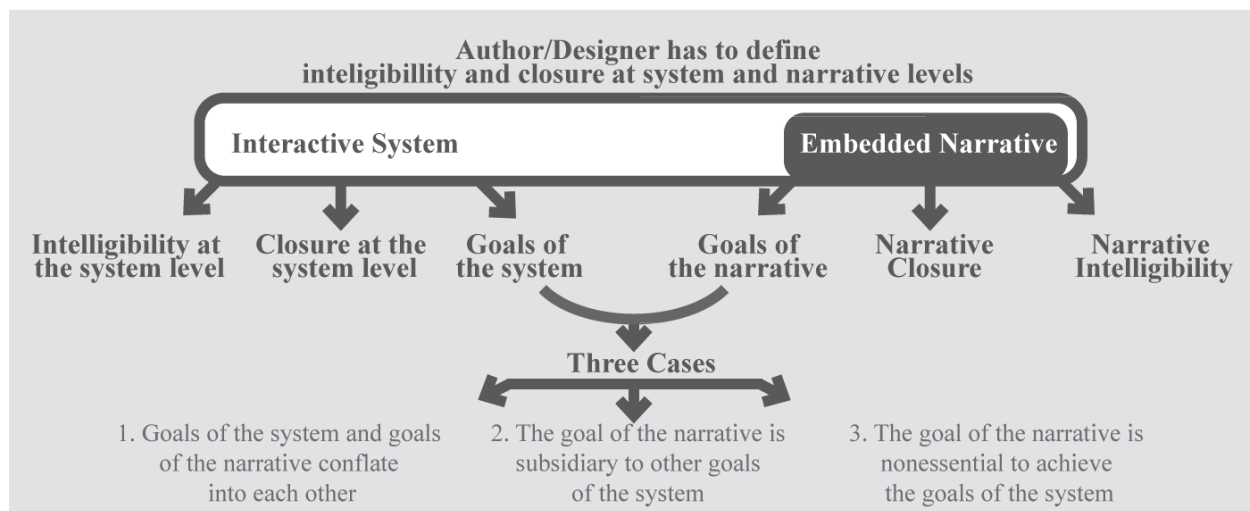 Author/Designer has to define
inteligibillity and closure at system and narrative levels
Interactive System
Embedded Narrative
Intelligibility at
the system level
Closure at the
system level
Goals of
the system
Goals of
the narrative
Narrative
Closure
Narrative
Intelligibility
Three Cases
1. Goals of the system and goals
of the narrative conflate
into each other
2. The goal of the narrative is
subsidiary to other goals
of the system
3. The goal of the narrative is
nonessential to achieve
the goals of the system